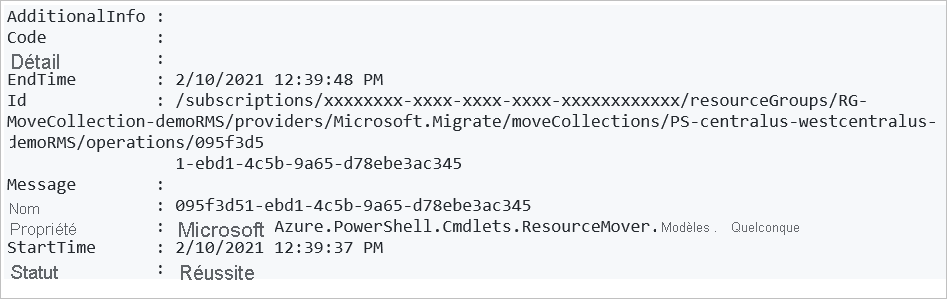 AdditionalInfo :
Code :
Détail :
EndTime : 2/10/2021 12:39:48 PM
Id : /subscriptions/xxxxxxxx-xxxx-xxxx-xxxx-xxxxxxxxxxxx/resourceGroups/RG-
MoveCollection-demoRMS/providers/Microsoft.Migrate/moveCollections/PS-centralus-westcentralus-
demoRMS/operations/095f3d5
1-ebd1-4c5b-9a65-d78ebe3ac345
Message :
Nom : 095f3d51-ebd1-4c5b-9a65-d78ebe3ac345
Propriété : Microsoft Azure.PowerShell.Cmdlets.ResourceMover. Modèles . Quelconque
StartTime : 2/10/2021 12:39:37 PM
Statut : Réussite